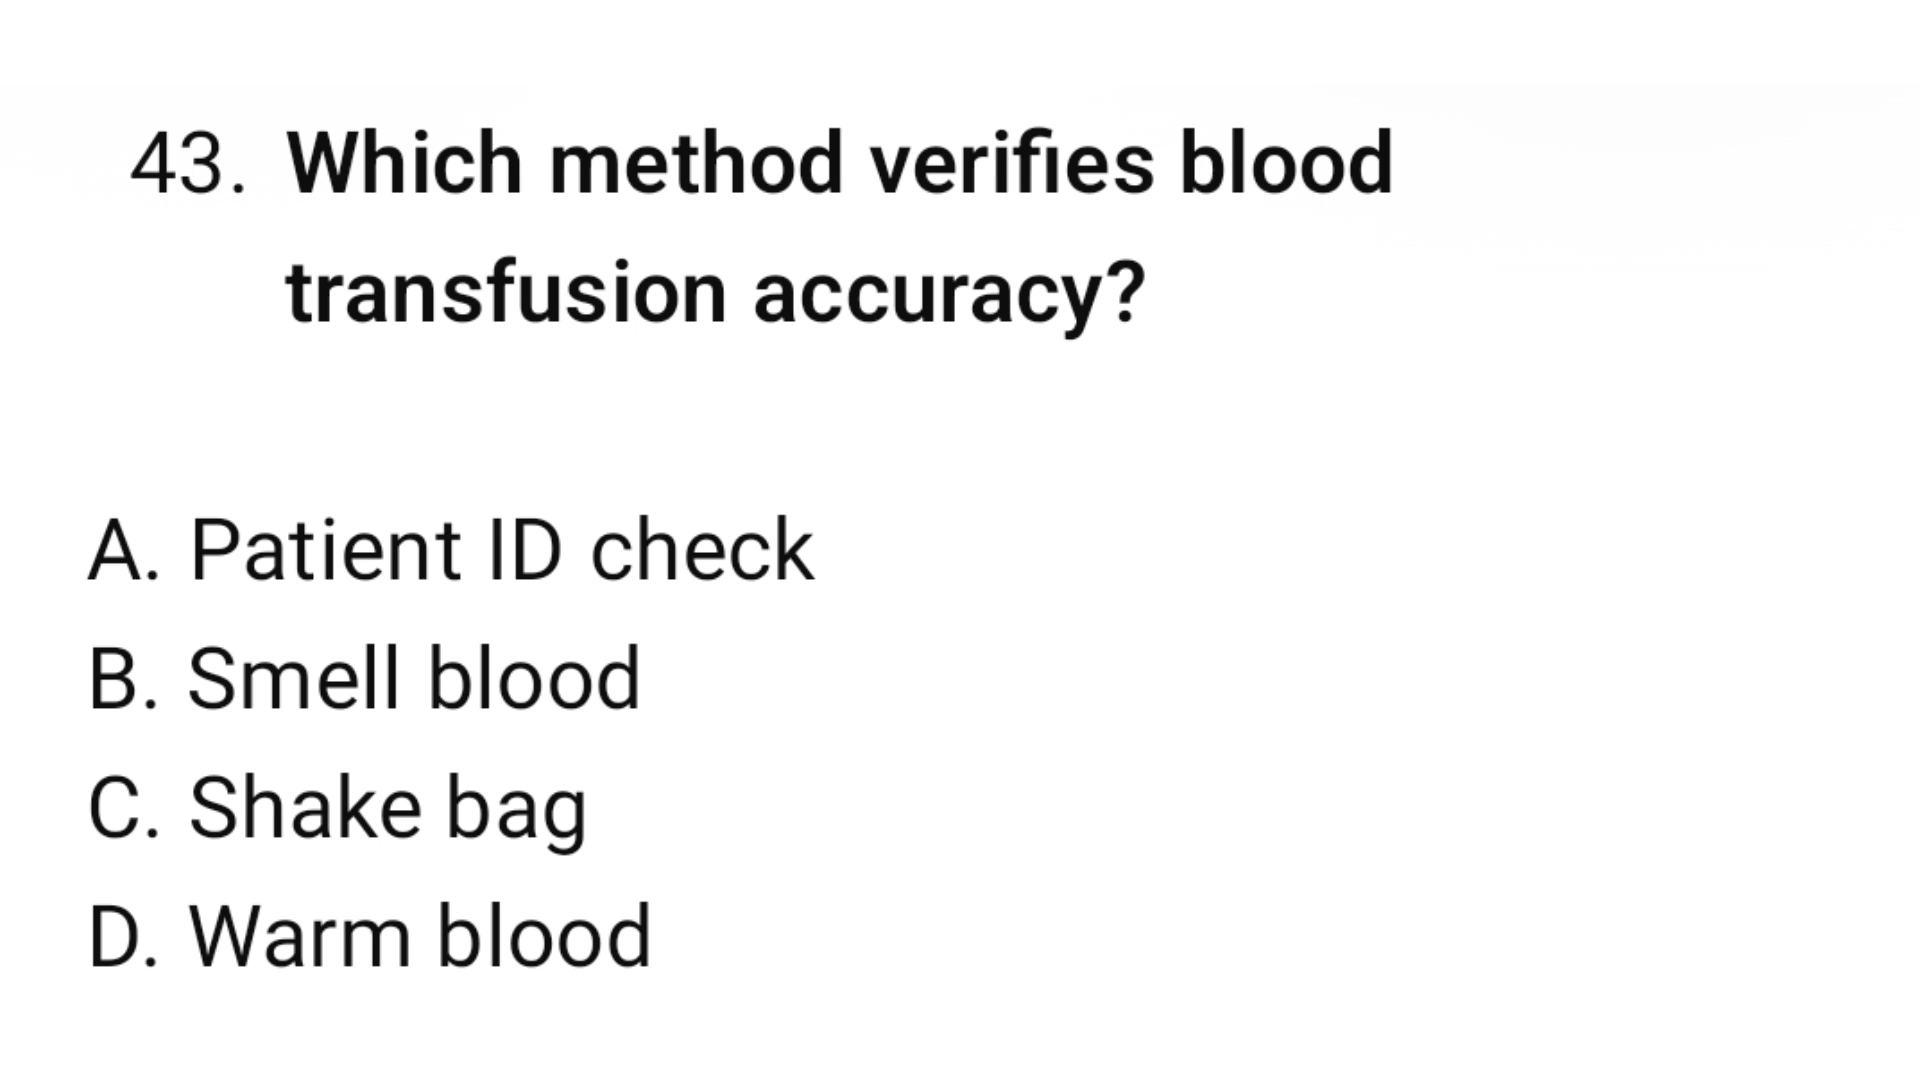 43. Which method verifies blood
transfusion accuracy?
A. Patient ID check
B. Smell blood
C. Shake bag
D. Warm blood